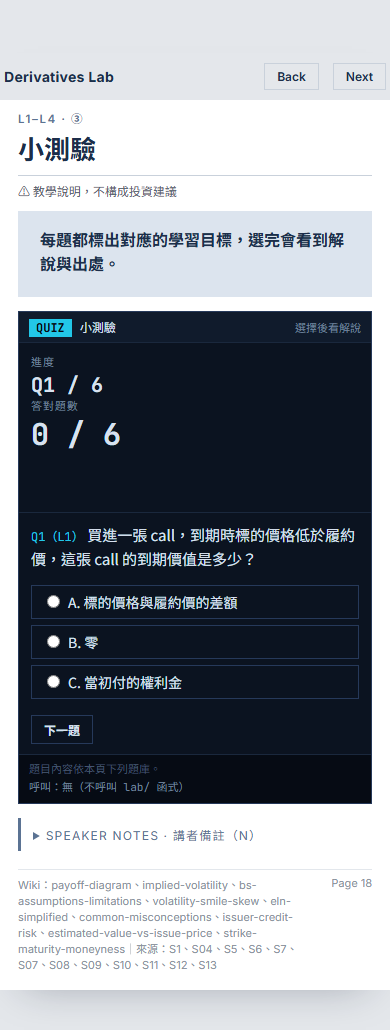 Derivatives Lab
Back
Next
L1–L4 · ③
小測驗
⚠ 教學說明，不構成投資建議
每題都標出對應的學習目標，選完會看到解
說與出處。
QUIZ 小測驗
選擇後看解說
進度
Q1 / 6
答對題數
0 / 6
Q1（L1） 買進一張 call，到期時標的價格低於履約
價，這張 call 的到期價值是多少？
A. 標的價格與履約價的差額
B. 零
C. 當初付的權利金
下一題
題目內容依本頁下列題庫。
呼叫：無（不呼叫 lab/ 函式）
▶ SPEAKER NOTES · 講者備註（N）
Wiki：payoff-diagram、implied-volatility、bs-
assumptions-limitations、volatility-smile-skew、eln-
simplified、common-misconceptions、issuer-credit-
risk、estimated-value-vs-issue-price、strike-
maturity-moneyness｜來源：S1、S04、S5、S6、S7、
S07、S08、S09、S10、S11、S12、S13
Page 18